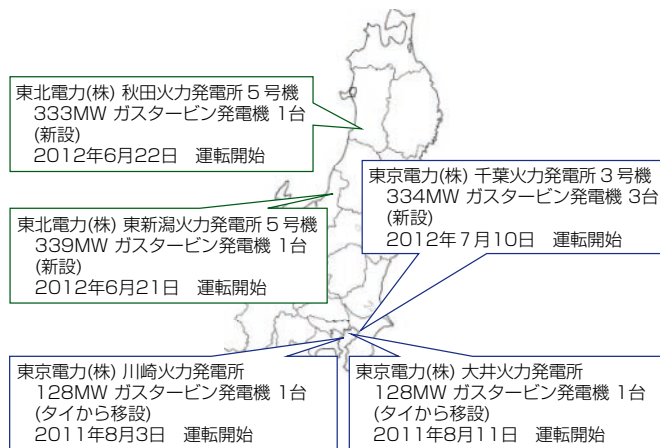 東北電力(株) 秋田火力発電所5号機
333MW ガスタービン発電機 1台
(新設)
2012年6月22日 運転開始
東京電力(株) 千葉火力発電所3号機
334MW ガスタービン発電機 3台
(新設)
2012年7月10日 運転開始
東北電力(株) 東新潟火力発電所5号機
339MW ガスタービン発電機 1台
(新設)
2012年6月21日 運転開始
東京電力(株) 川崎火力発電所
128MW ガスタービン発電機 1台
(タイから移設)
2011年8月3日 運転開始
東京電力(株) 大井火力発電所
128MW ガスタービン発電機 1台
(タイから移設)
2011年8月11日 運転開始